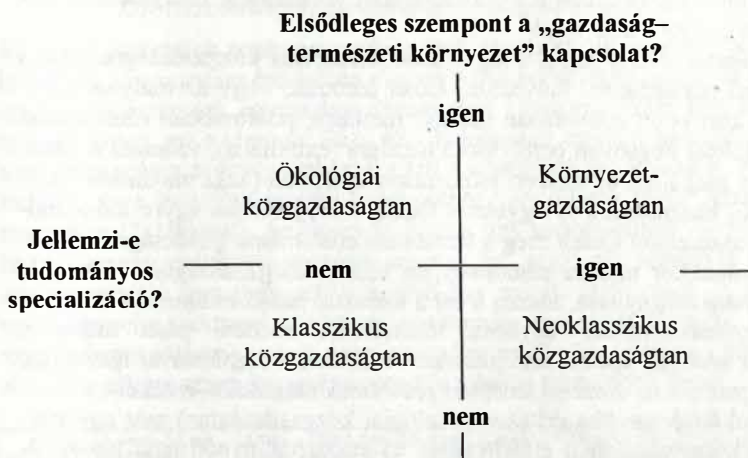 Elsődleges szempont a „gazdaság–
természeti környezet” kapcsolat?
igen
Ökológiai
közgazdaságtan
Környezet-
gazdaságtan
Jellemzi-e
tudományos
specializáció?
nem
igen
Klasszikus
közgazdaságtan
Neoklasszikus
közgazdaságtan
nem